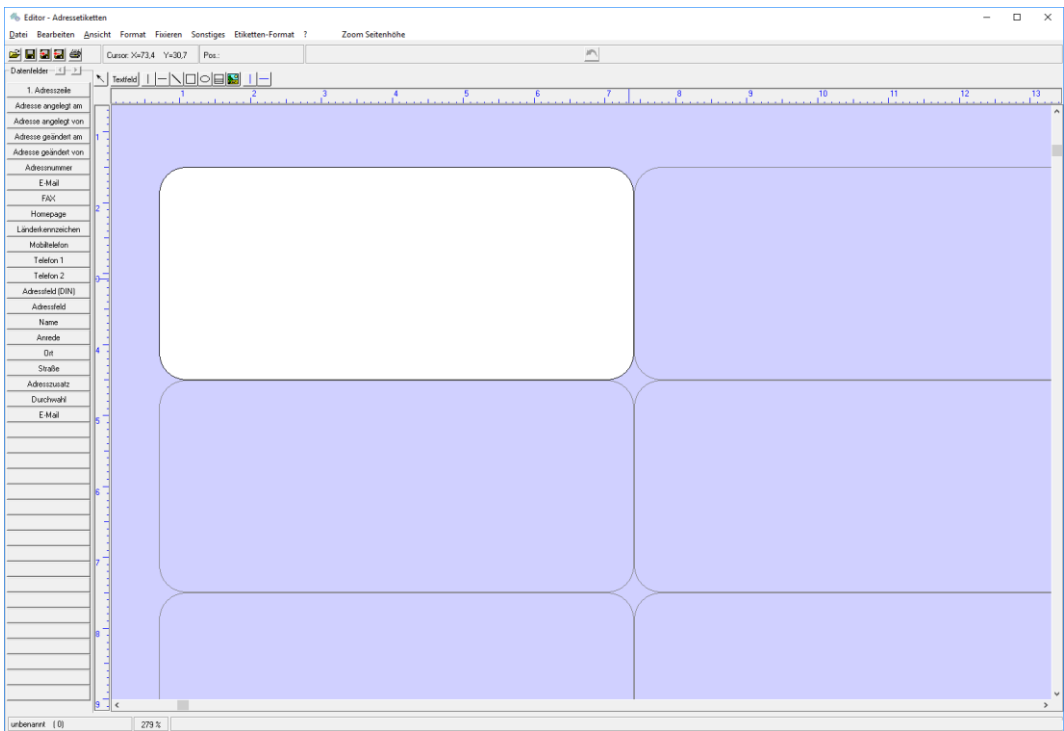 Editor - Adressetiketten
Datei Bearbeiten Ansicht Format Fixieren Sonstiges Etiketten-Format ? Zoom Seitenhöhe
Cursor: X=73,4 Y=30,7 Pos.:
Datenfelder
Textfeld
1. Adresszeile
Adresse angelegt am
Adresse angelegt von
Adresse geändert am
Adresse geändert von
Adressnummer
E-Mail
FAX
Homepage
Länderkennzeichen
Mobiltelefon
Telefon 1
Telefon 2
Adressfeld (DIN)
Adressfeld
Name
Anrede
Ort
Straße
Adresszusatz
Durchwahl
E-Mail
1 2 3 4 5 6 7 8 9 10 11 12 13
1
2
3
4
5
6
7
8
9
unbenannt ( 0) 279 %